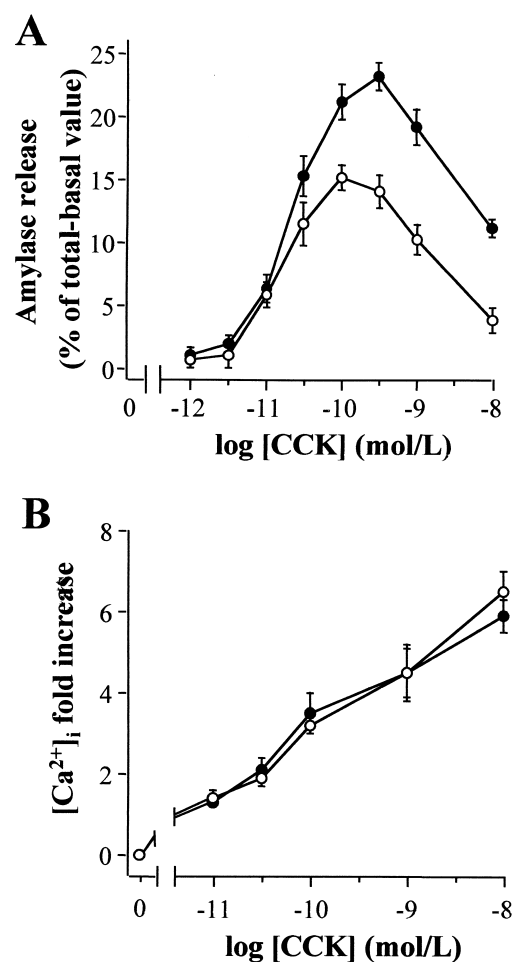 A
Amylase release
(% of total-basal value)
25
20
15
10
5
0
0 -12 -11 -10 -9 -8
log [CCK] (mol/L)
B
[Ca²⁺]ᵢ fold increase
8
6
4
2
0
0 -11 -10 -9 -8
log [CCK] (mol/L)